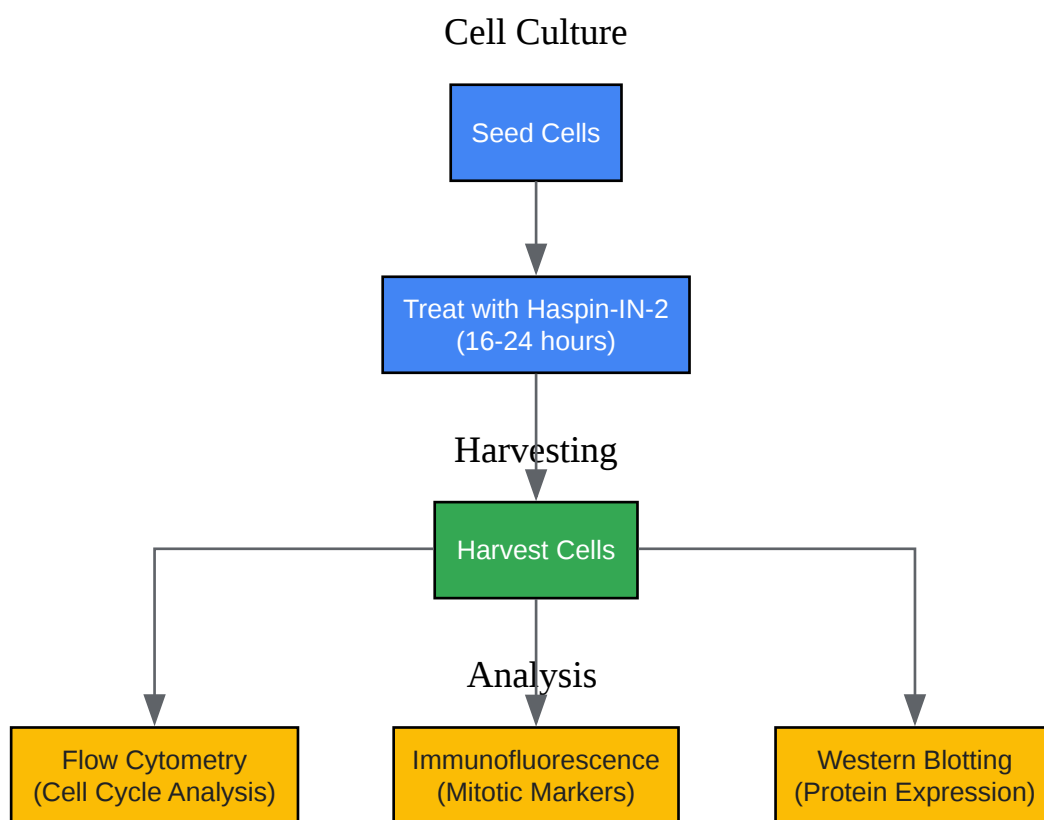 Cell Culture
Seed Cells
Treat with Haspin-IN-2
(16-24 hours)
Harvesting
Harvest Cells
Analysis
Flow Cytometry
(Cell Cycle Analysis)
Immunofluorescence
(Mitotic Markers)
Western Blotting
(Protein Expression)